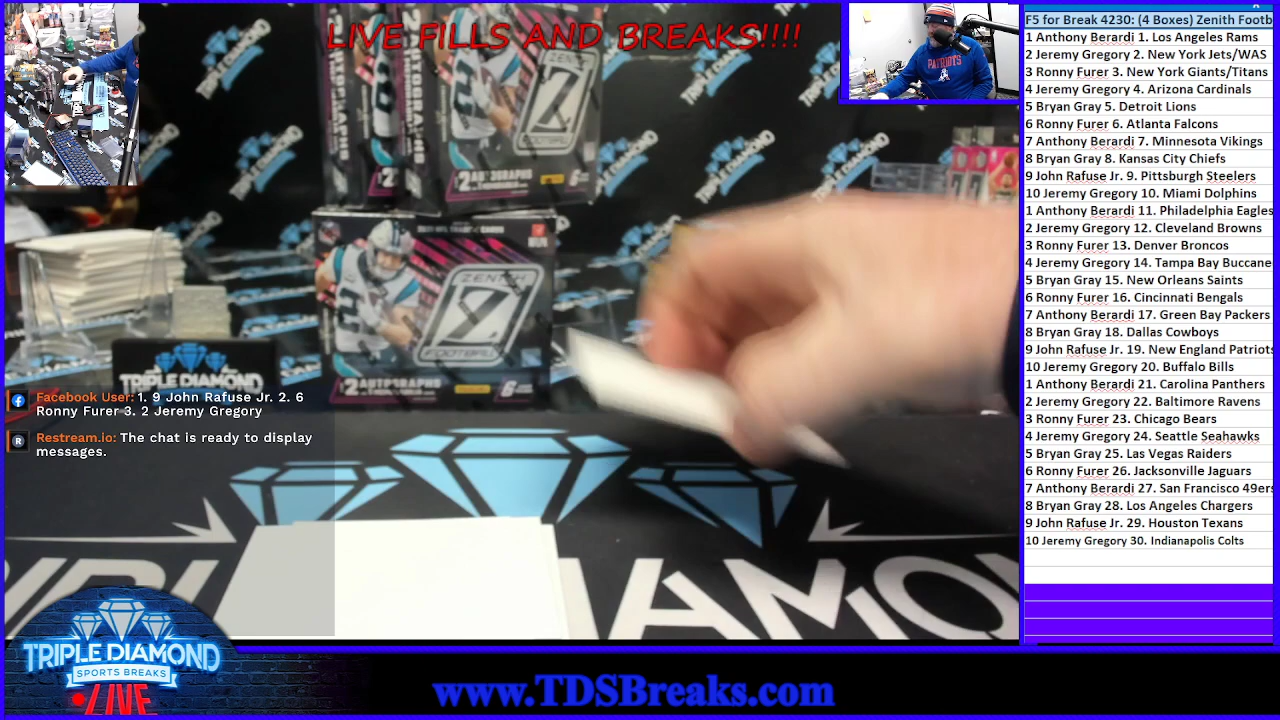 LIVE FILLS AND BREAKS!!!!
PATRIOTS
F5 for Break 4230: (4 Boxes) Zenith Footb
1 Anthony Berardi 1. Los Angeles Rams
2 Jeremy Gregory 2. New York Jets/WAS
3 Ronny Furer 3. New York Giants/Titans
4 Jeremy Gregory 4. Arizona Cardinals
5 Bryan Gray 5. Detroit Lions
6 Ronny Furer 6. Atlanta Falcons
7 Anthony Berardi 7. Minnesota Vikings
8 Bryan Gray 8. Kansas City Chiefs
9 John Rafuse Jr. 9. Pittsburgh Steelers
10 Jeremy Gregory 10. Miami Dolphins
1 Anthony Berardi 11. Philadelphia Eagles
2 Jeremy Gregory 12. Cleveland Browns
3 Ronny Furer 13. Denver Broncos
4 Jeremy Gregory 14. Tampa Bay Buccane
5 Bryan Gray 15. New Orleans Saints
6 Ronny Furer 16. Cincinnati Bengals
7 Anthony Berardi 17. Green Bay Packers
8 Bryan Gray 18. Dallas Cowboys
9 John Rafuse Jr. 19. New England Patriots
10 Jeremy Gregory 20. Buffalo Bills
1 Anthony Berardi 21. Carolina Panthers
2 Jeremy Gregory 22. Baltimore Ravens
3 Ronny Furer 23. Chicago Bears
4 Jeremy Gregory 24. Seattle Seahawks
5 Bryan Gray 25. Las Vegas Raiders
6 Ronny Furer 26. Jacksonville Jaguars
7 Anthony Berardi 27. San Francisco 49ers
8 Bryan Gray 28. Los Angeles Chargers
9 John Rafuse Jr. 29. Houston Texans
10 Jeremy Gregory 30. Indianapolis Colts
2 AUTOGRAPHS
ZENITH
Z
FOOTBALL
2 AUTOGRAPHS
6
TRIPLE DIAMOND
Facebook User: 1. 9 John Rafuse Jr. 2. 6
Ronny Furer 3. 2 Jeremy Gregory
Restream.io: The chat is ready to display
messages.
TRIPLE DIAMOND
SPORTS BREAKS
LIVE
www.TDSBreaks.com